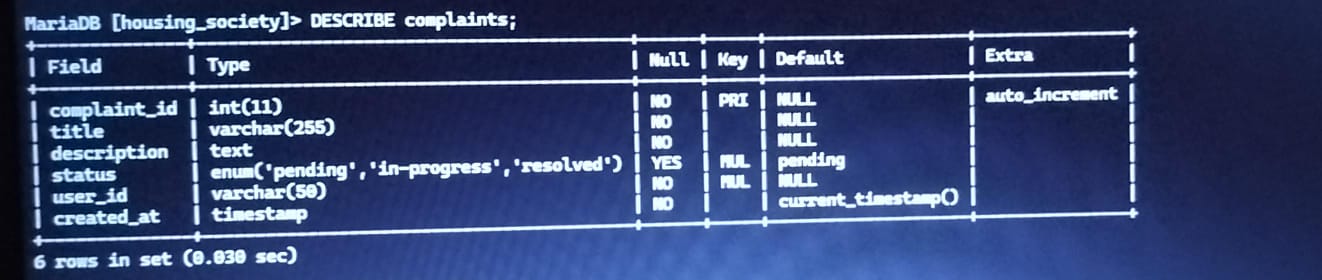 MariaDB [housing_society]> DESCRIBE complaints;
| Field | Type | Null | Key | Default | Extra |
| complaint_id | int(11) | NO | PRI | NULL | auto_increment |
| title | varchar(255) | NO | | NULL | |
| description | text | NO | | NULL | |
| status | enum('pending','in-progress','resolved') | YES | MUL | pending | |
| user_id | varchar(50) | NO | MUL | NULL | |
| created_at | timestamp | NO | | current_timestamp() | |
6 rows in set (0.030 sec)